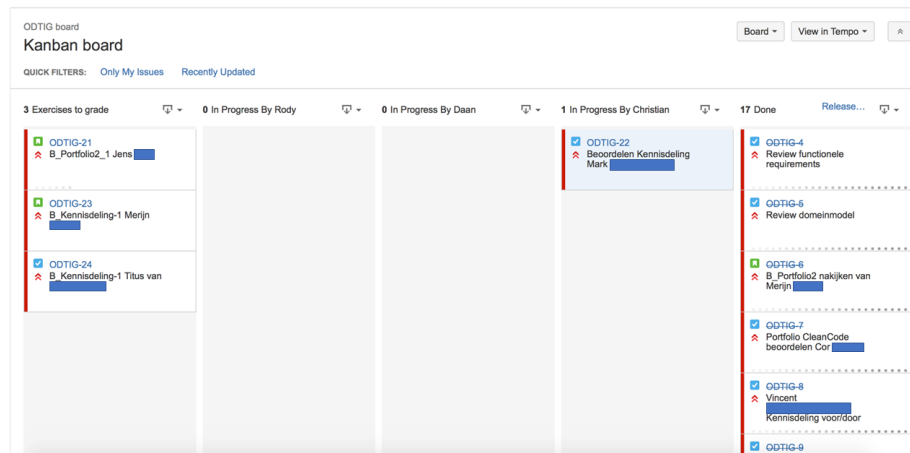 ODTIG board
Kanban board
Board
View in Tempo
QUICK FILTERS: Only My Issues Recently Updated
3 Exercises to grade
0 In Progress By Rody
0 In Progress By Daan
1 In Progress By Christian
17 Done
Release...
ODTIG-21
B_Portfolio2_1 Jens
ODTIG-23
B_Kennisdeling-1 Merijn
ODTIG-24
B_Kennisdeling-1 Titus van
ODTIG-22
Beoordelen Kennisdeling
Mark
ODTIG-4
Review functionele
requirements
ODTIG-5
Review domeinmodel
ODTIG-6
B_Portfolio2 nakijken van
Merijn
ODTIG-7
Portfolio CleanCode
beoordelen Cor
ODTIG-8
Vincent
Kennisdeling voor/door
ODTIG-9